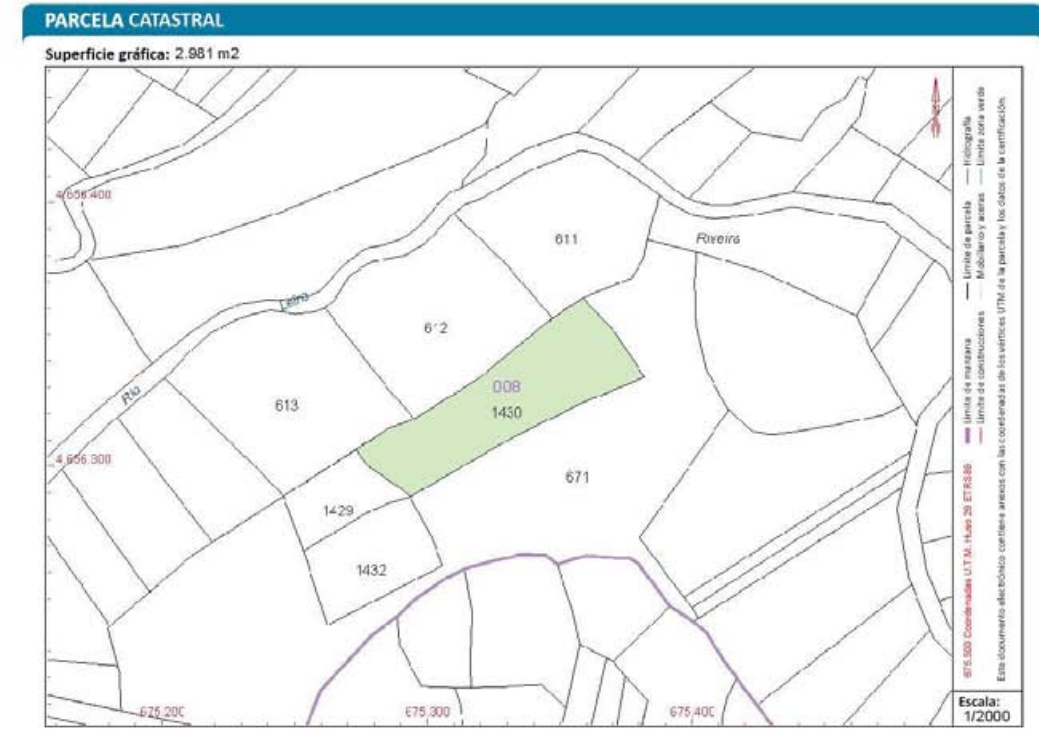 PARCELA CATASTRAL
Superficie gráfica: 2.981 m2
4.656.400
611
Riveira
Leiro
612
008
613
1430
Río
4.656.300
671
1429
1432
675.200
675.300
675.400
675.500 Coordenadas U.T.M. Huso 29 ETRS89
Límite de manzana
Límite de parcela
Hidrografía
Límite de construcciones
Mobiliario y aceras
Límite zona verde
Este documento electrónico contiene anexos con las coordenadas de los vértices UTM de la parcela y los datos de la certificación.
Escala:
1/2000